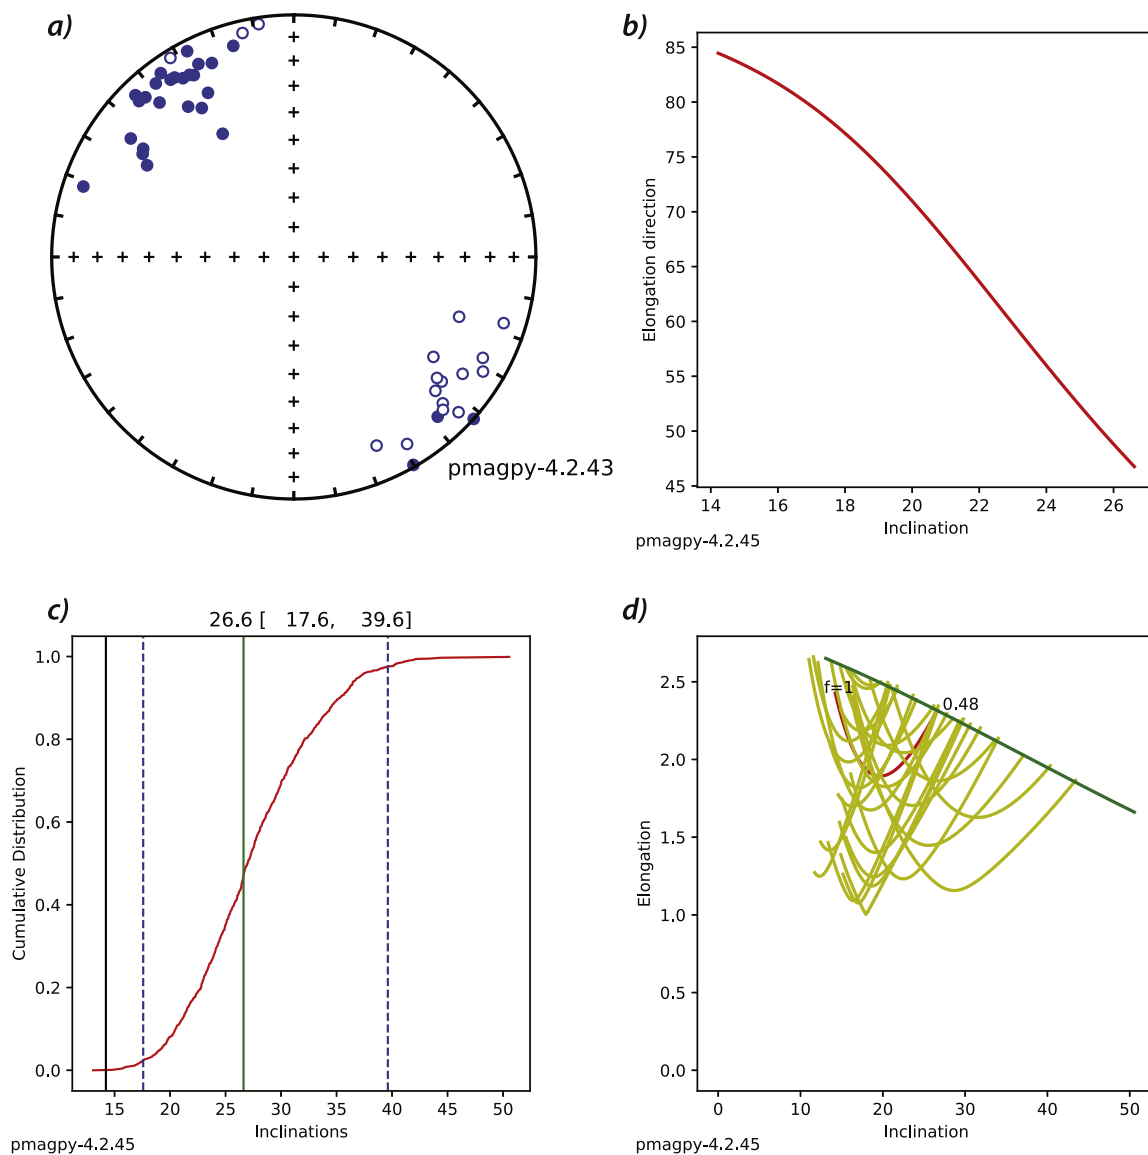 a)
pmagpy-4.2.43
b)
85
80
75
70
65
60
55
50
45
Elongation direction
14 16 18 20 22 24 26
Inclination
pmagpy-4.2.45
c)
26.6 [ 17.6, 39.6]
1.0
0.8
0.6
0.4
0.2
0.0
Cumulative Distribution
15 20 25 30 35 40 45 50
Inclinations
pmagpy-4.2.45
d)
2.5
2.0
1.5
1.0
0.5
0.0
Elongation
f=1
0.48
0 10 20 30 40 50
Inclination
pmagpy-4.2.45